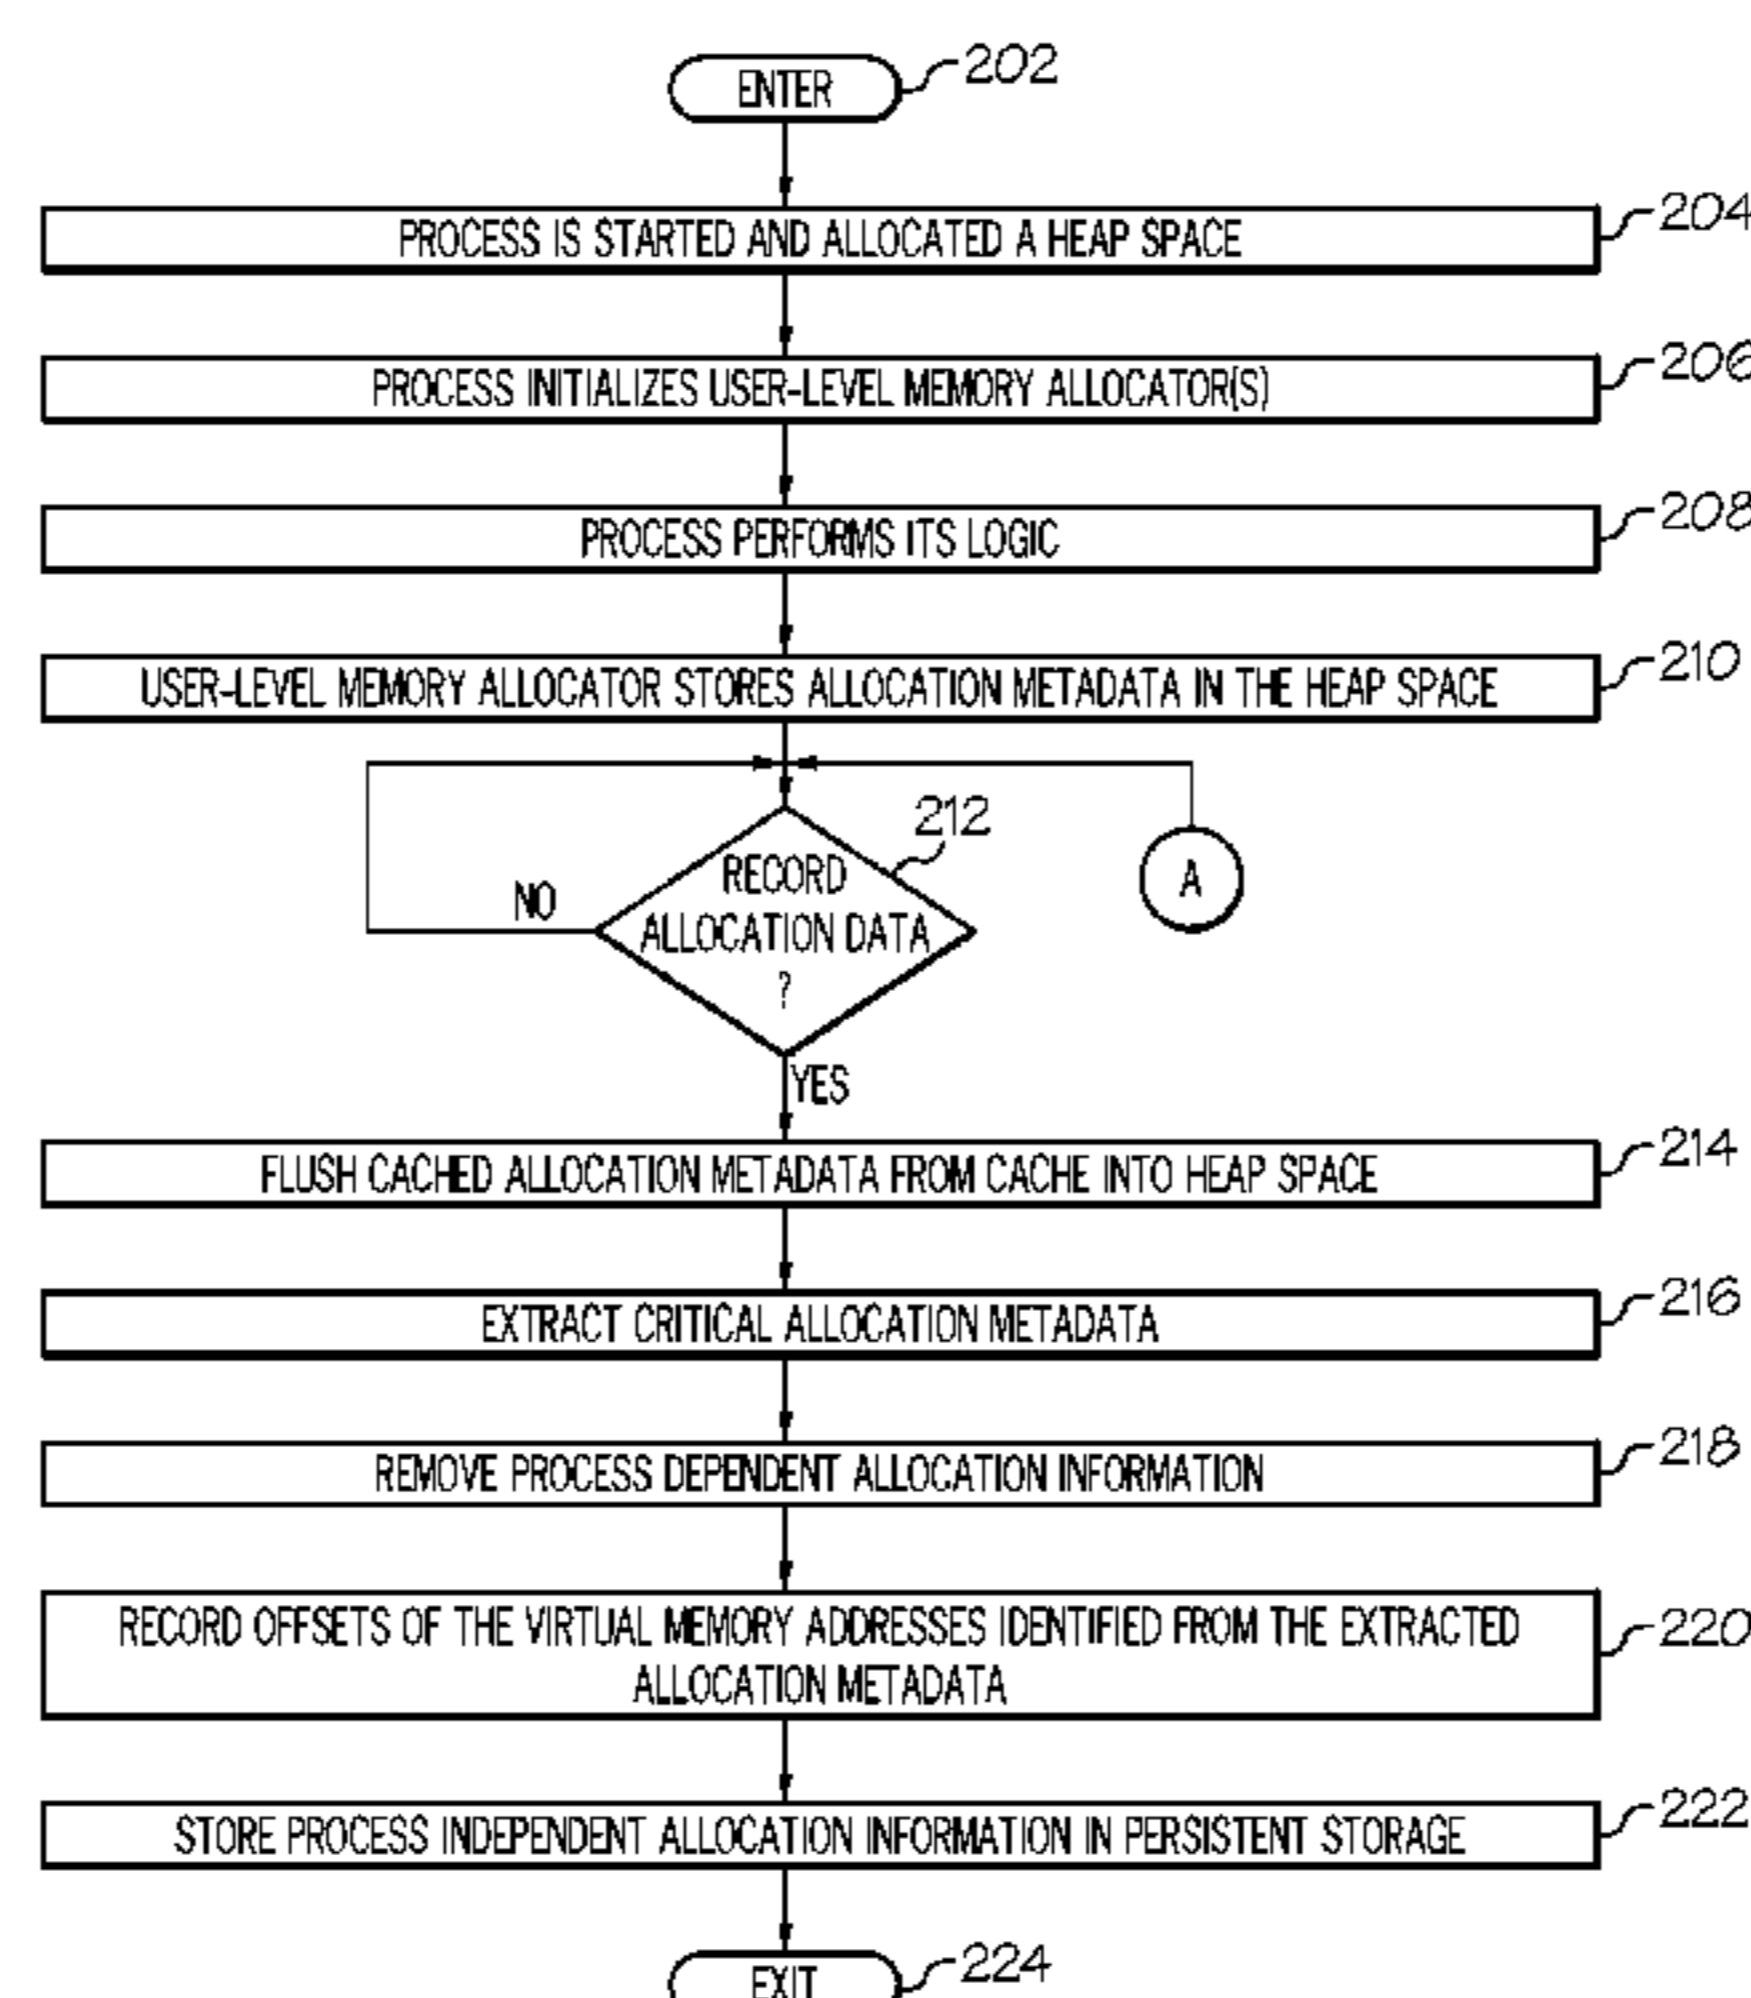 ENTER
202
PROCESS IS STARTED AND ALLOCATED A HEAP SPACE
204
PROCESS INITIALIZES USER-LEVEL MEMORY ALLOCATOR(S)
206
PROCESS PERFORMS ITS LOGIC
208
USER-LEVEL MEMORY ALLOCATOR STORES ALLOCATION METADATA IN THE HEAP SPACE
210
212
RECORD
ALLOCATION DATA
?
NO
A
YES
FLUSH CACHED ALLOCATION METADATA FROM CACHE INTO HEAP SPACE
214
EXTRACT CRITICAL ALLOCATION METADATA
216
REMOVE PROCESS DEPENDENT ALLOCATION INFORMATION
218
RECORD OFFSETS OF THE VIRTUAL MEMORY ADDRESSES IDENTIFIED FROM THE EXTRACTED
ALLOCATION METADATA
220
STORE PROCESS INDEPENDENT ALLOCATION INFORMATION IN PERSISTENT STORAGE
222
EXIT
224